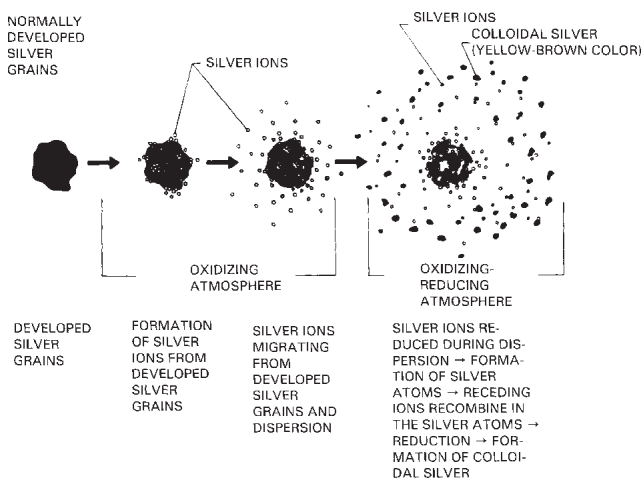 NORMALLY
DEVELOPED
SILVER
GRAINS
SILVER IONS
SILVER IONS
COLLOIDAL SILVER
(YELLOW-BROWN COLOR)
OXIDIZING
ATMOSPHERE
OXIDIZING-
REDUCING
ATMOSPHERE
DEVELOPED
SILVER
GRAINS
FORMATION
OF SILVER
IONS FROM
DEVELOPED
SILVER
GRAINS
SILVER IONS
MIGRATING
FROM
DEVELOPED
SILVER
GRAINS AND
DISPERSION
SILVER IONS RE-
DUCED DURING DIS-
PERSION → FORMA-
TION OF SILVER
ATOMS → RECEDING
IONS RECOMBINE IN
THE SILVER ATOMS →
REDUCTION → FOR-
MATION OF COLLOI-
DAL SILVER